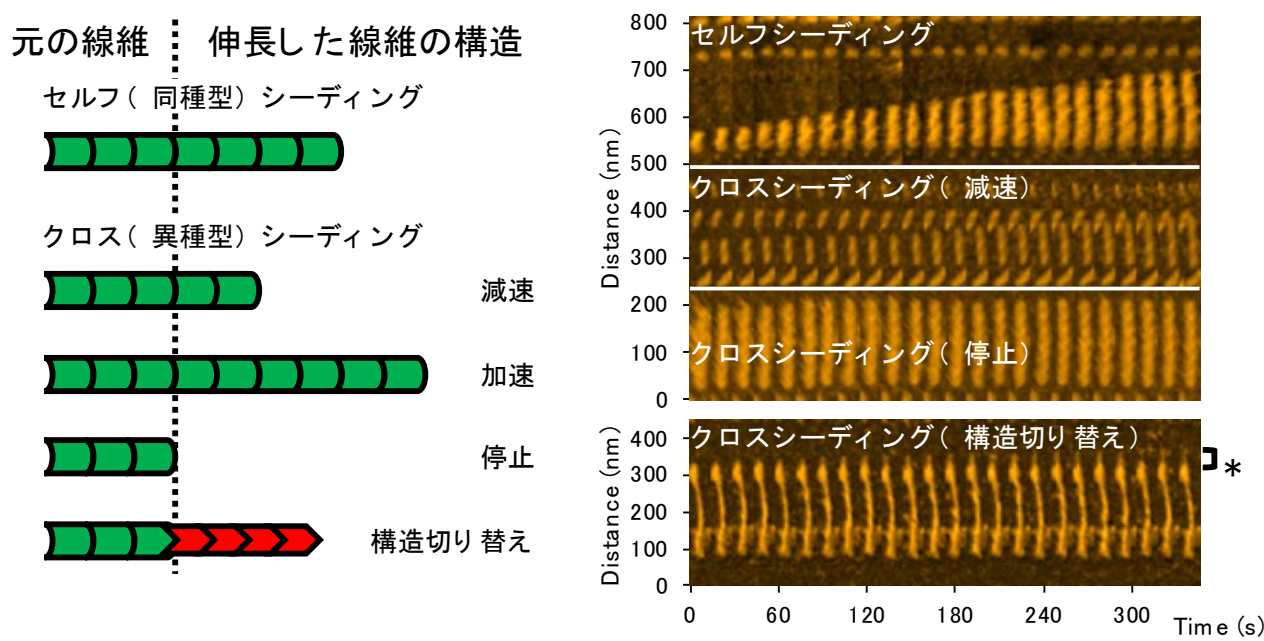 元の線維 伸長した線維の構造
セルフ(同種型)シーディング
クロス(異種型)シーディング
減速
加速
停止
構造切り替え
800
700
600
500
400
300
200
100
0
Distance (nm)
セルフシーディング
クロスシーディング(減速)
クロスシーディング(停止)
400
300
200
100
0
Distance (nm)
クロスシーディング(構造切り替え)
*
0 60 120 180 240 300 Time (s)